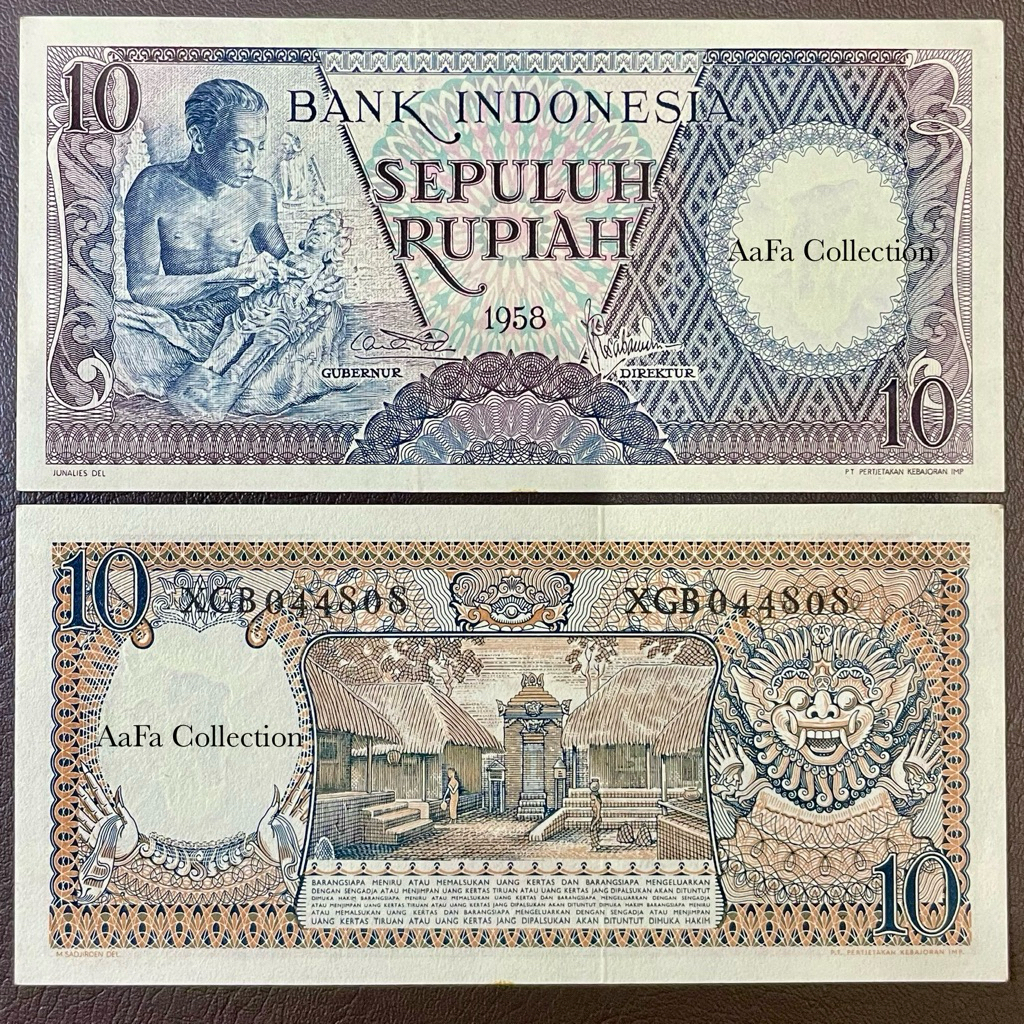 10
BANK INDONESIA
SEPULUH
RUPIAH
AaFa Collection
1958
GUBERNUR
DIREKTUR
10
JUNALIES DEL
PT PERTJETAKAN KEBAJORAN IMP
10
XGB044808
XGB044808
AaFa Collection
BARANGSIAPA MENIRU ATAU MEMALSUKAN UANG KERTAS DAN BARANGSIAPA MENGELUARKAN
DENGAN SENGADJA ATAU MENJIMPAN UANG KERTAS TIRUAN ATAU UANG KERTAS JANG DIPALSUKAN AKAN DITUNTUT
DIMUKA HAKIM BARANGSIAPA MENIRU ATAU MEMALSUKAN UANG KERTAS DAN BARANGSIAPA MENGELUARKAN DENGAN SENGADJA
ATAU MENJIMPAN UANG KERTAS TIRUAN ATAU UANG KERTAS JANG DIPALSUKAN AKAN DITUNTUT DIMUKA HAKIM BARANGSIAPA MENIRU
ATAU MEMALSUKAN UANG KERTAS DAN BARANGSIAPA MENGELUARKAN DENGAN SENGADJA ATAU MENJIMPAN
UANG KERTAS TIRUAN ATAU UANG KERTAS JANG DIPALSUKAN AKAN DITUNTUT DIMUKA HAKIM
10
M.SADJIROEN DEL.
P.T. PERTJETAKAN KEBAJORAN IMP.